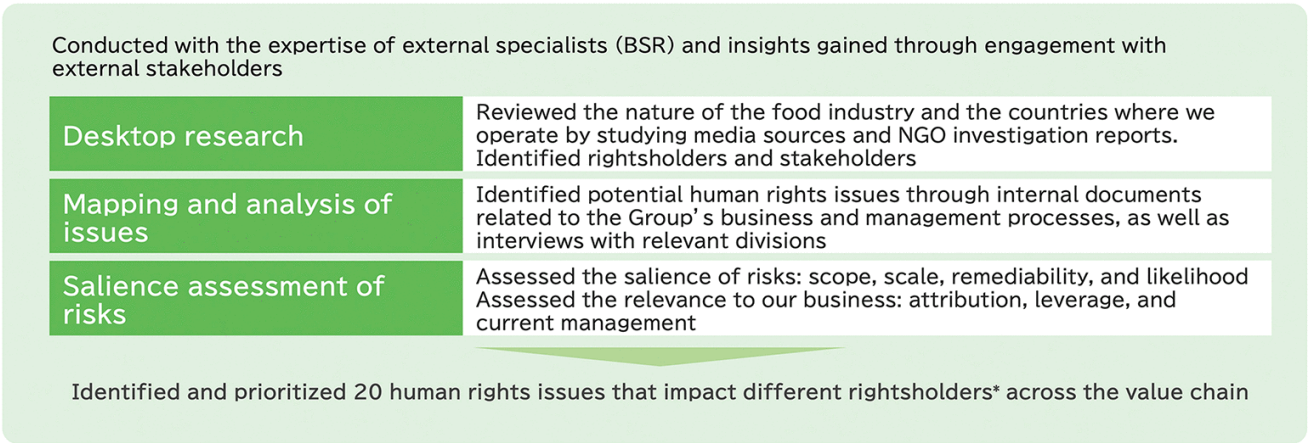 Conducted with the expertise of external specialists (BSR) and insights gained through engagement with
external stakeholders
Desktop research
Reviewed the nature of the food industry and the countries where we
operate by studying media sources and NGO investigation reports.
Identified rightsholders and stakeholders
Mapping and analysis of
issues
Identified potential human rights issues through internal documents
related to the Group's business and management processes, as well as
interviews with relevant divisions
Salience assessment of
risks
Assessed the salience of risks: scope, scale, remediability, and likelihood
Assessed the relevance to our business: attribution, leverage, and
current management
Identified and prioritized 20 human rights issues that impact different rightsholders* across the value chain